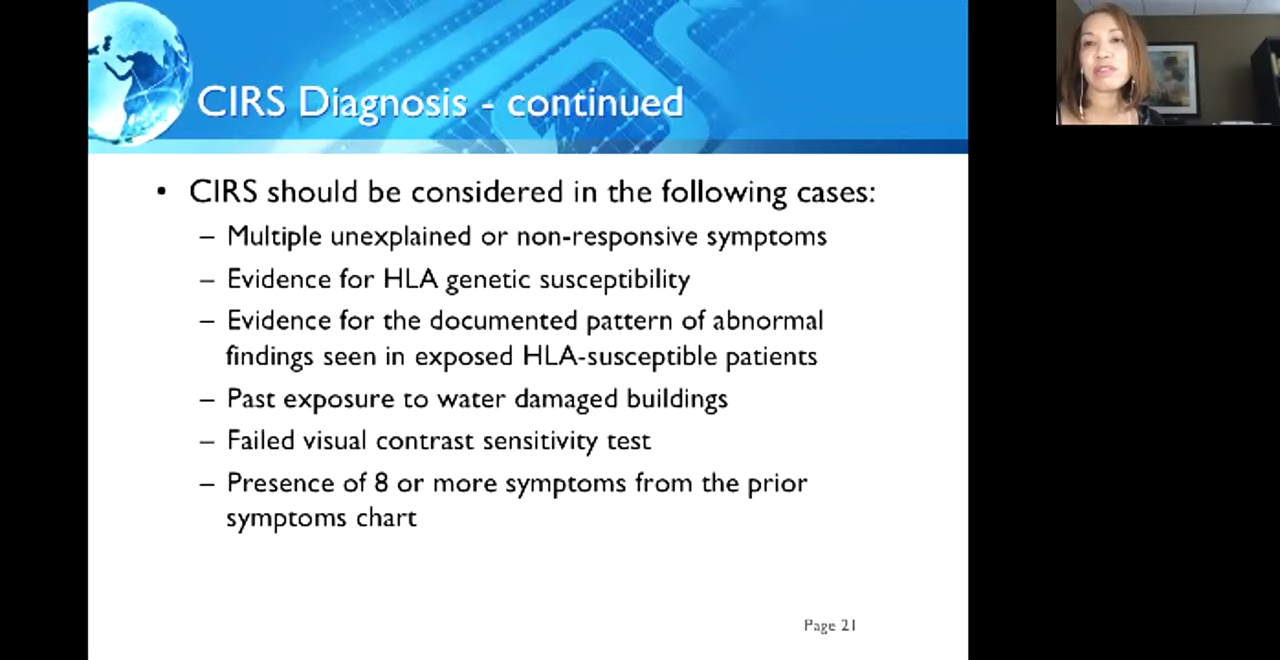 CIRS Diagnosis - continued
• CIRS should be considered in the following cases:
– Multiple unexplained or non-responsive symptoms
– Evidence for HLA genetic susceptibility
– Evidence for the documented pattern of abnormal
findings seen in exposed HLA-susceptible patients
– Past exposure to water damaged buildings
– Failed visual contrast sensitivity test
– Presence of 8 or more symptoms from the prior
symptoms chart
Page 21